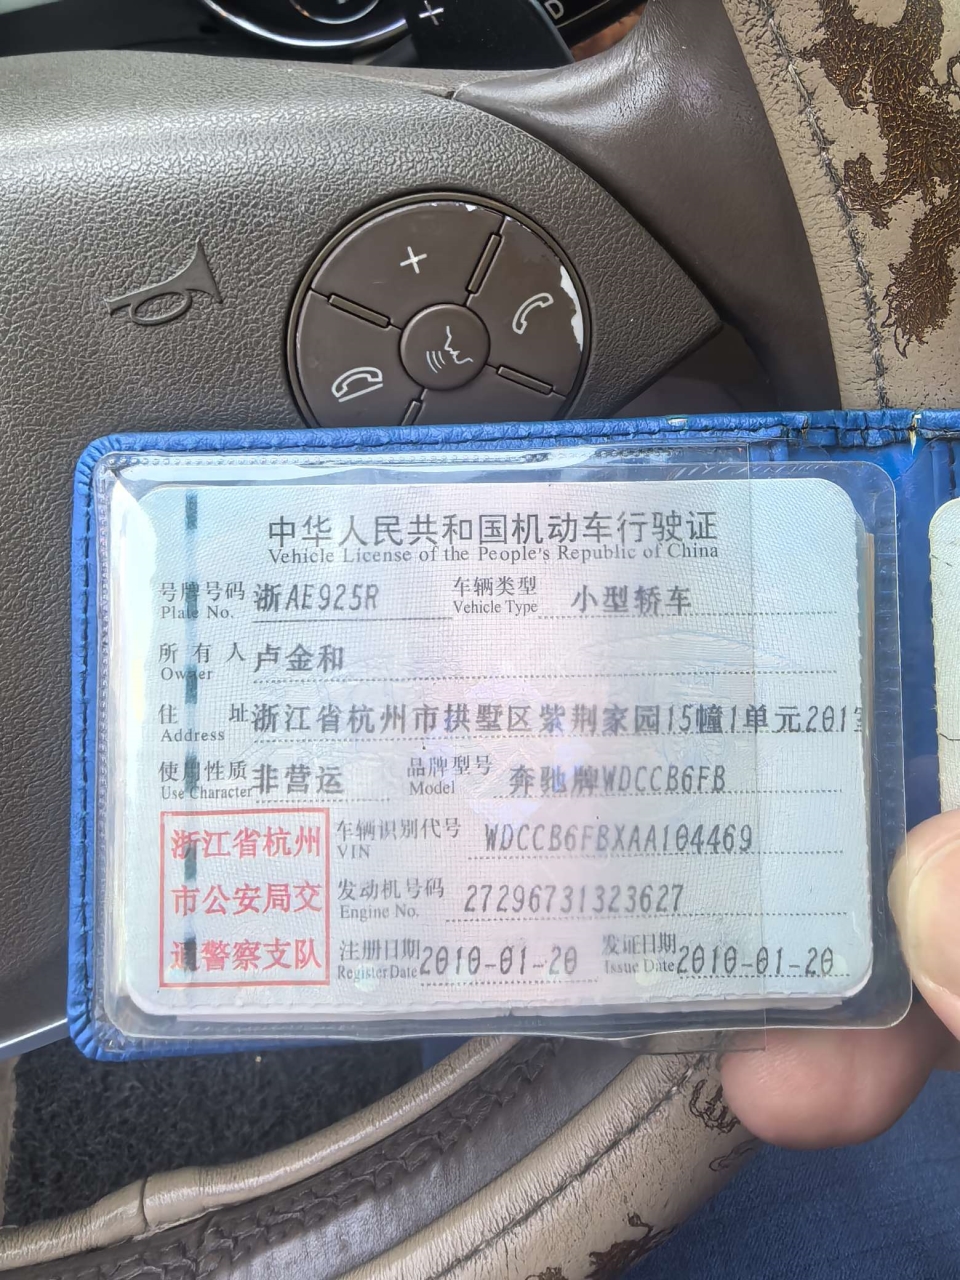 D
中华人民共和国机动车行驶证
Vehicle License of the People's Republic of China
号牌号码 浙AE925R 车辆类型 小型轿车
Plate No. Vehicle Type
所有人 卢金和
Owner
住址 浙江省杭州市拱墅区紫荆家园15幢1单元201室
Address
使用性质 非营运 品牌型号 奔驰牌WDCCB6FB
Use Character Model
浙江省杭州
市公安局交
通警察支队
车辆识别代号 WDCCB6FBXAA104469
VIN
发动机号码 27296731323627
Engine No.
注册日期 2010-01-20 发证日期 2010-01-20
Register Date Issue Date